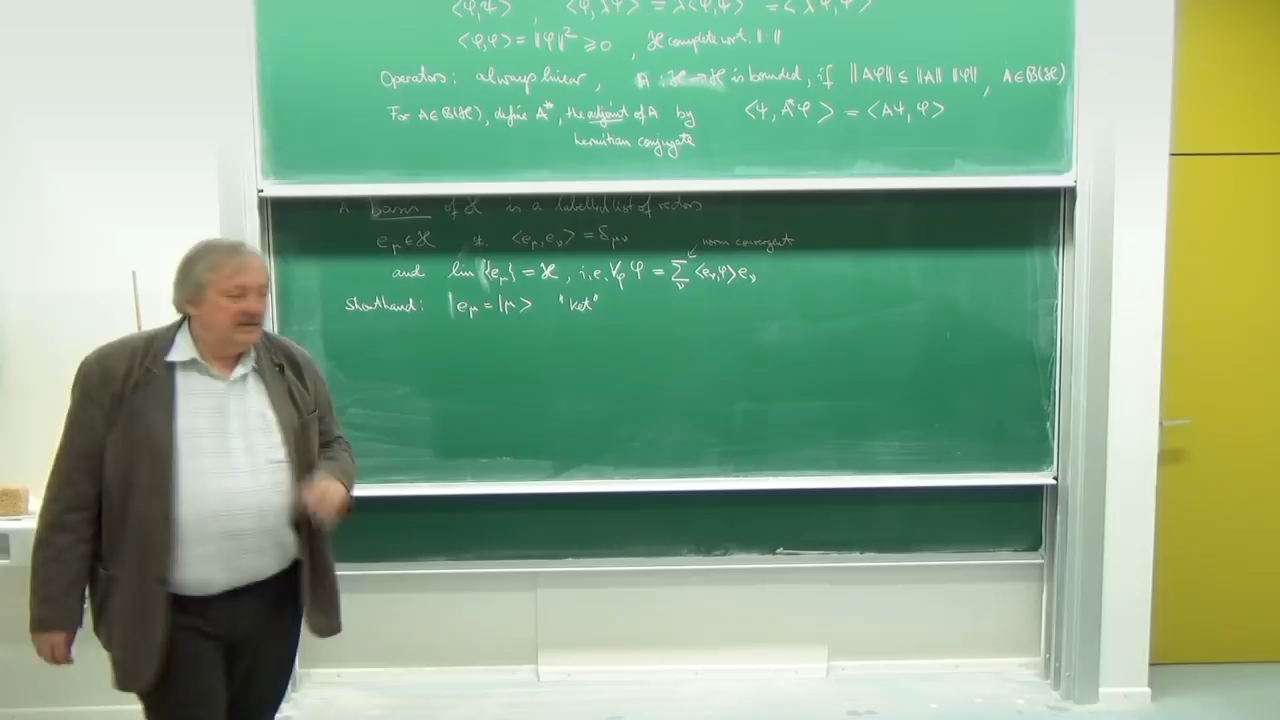 ⟨φ,ψ⟩ , ⟨φ,λψ⟩ = λ⟨φ,ψ⟩ = ⟨
⟨φ,φ⟩ = ‖φ‖² ⩾ 0 , ℋ complete w.r.t. ‖·‖
Operators: always linear, A : ℋ → ℋ is bounded, if ‖Aφ‖ ≤ ‖A‖ ‖φ‖ , A∈𝔅(ℋ)
For A∈𝔅(ℋ), define A*, the adjoint of A by ⟨ψ, A*φ⟩ = ⟨Aψ, φ⟩
hermitian conjugate
A basis of ℋ is a labelled list of vectors
e_μ ∈ ℋ st. ⟨e_μ, e_ν⟩ = δ_μν
norm convergent
and lin {e_μ} = ℋ , i.e. ∀φ φ = ∑_ν ⟨e_ν,φ⟩ e_ν
Shorthand: e_μ = |μ⟩ "ket"